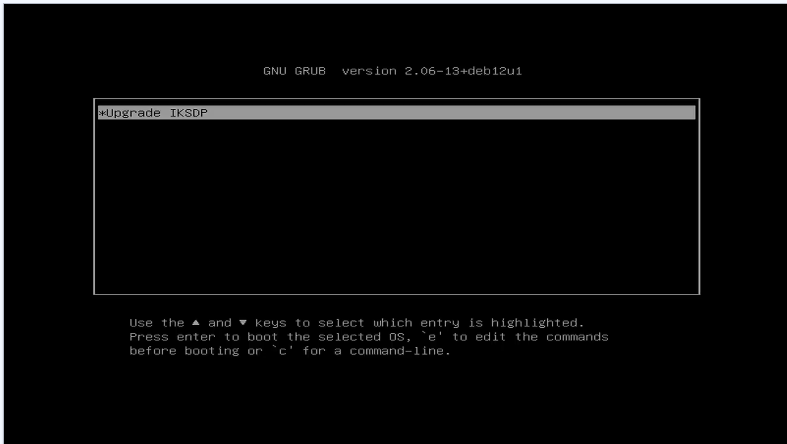 GNU GRUB  version 2.06-13+deb12u1
*Upgrade IKSDP
Use the ▲ and ▼ keys to select which entry is highlighted.
Press enter to boot the selected OS, `e' to edit the commands
before booting or `c' for a command-line.